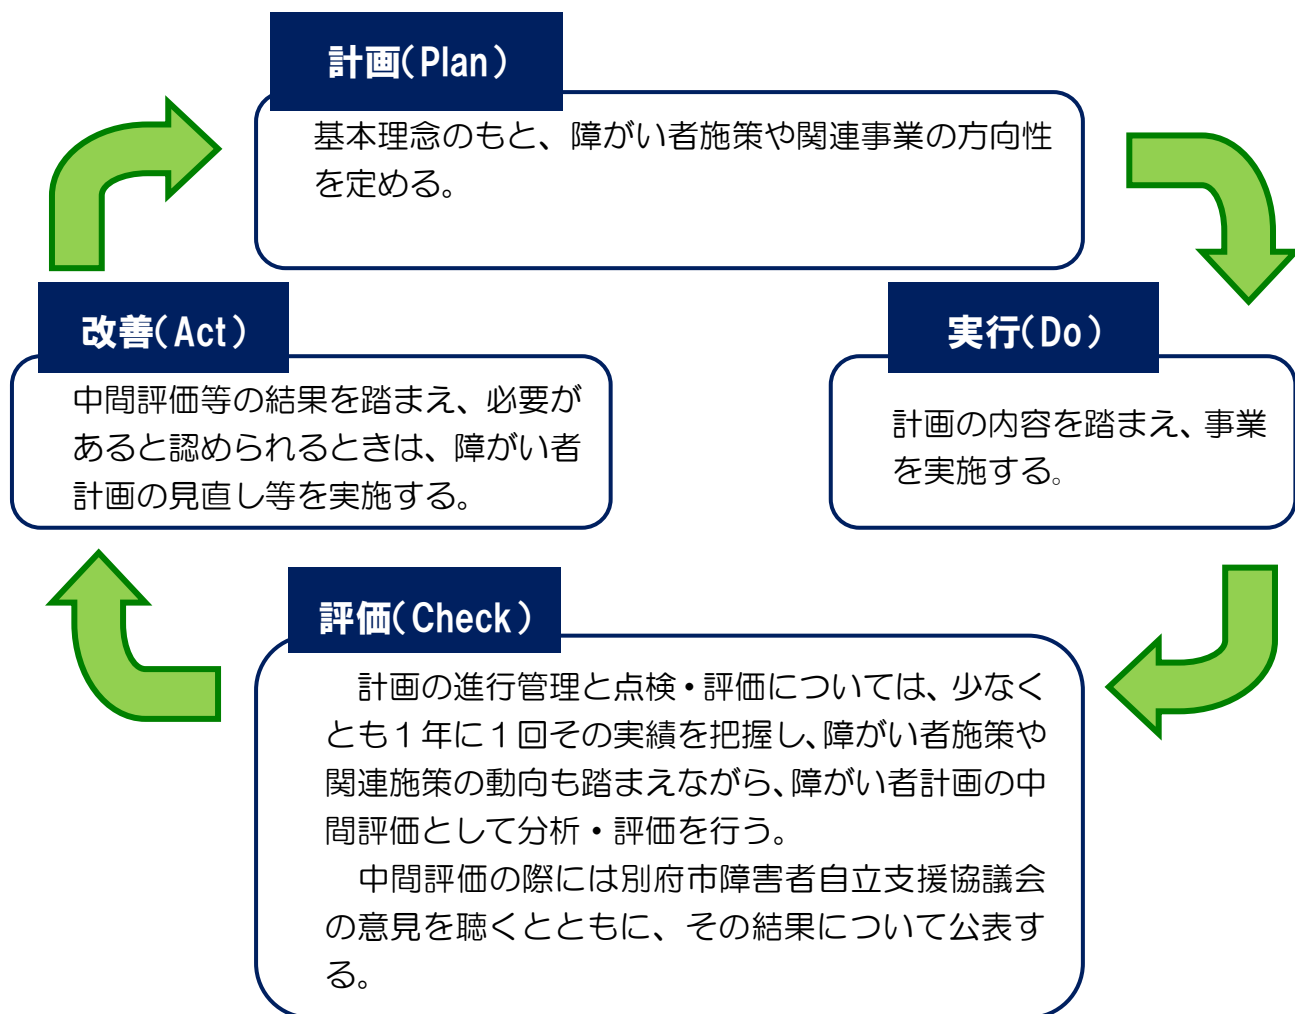 計画(Plan)
基本理念のもと、障がい者施策や関連事業の方向性
を定める。
改善(Act)
中間評価等の結果を踏まえ、必要が
あると認められるときは、障がい者
計画の見直し等を実施する。
実行(Do)
計画の内容を踏まえ、事業
を実施する。
評価(Check)
　計画の進行管理と点検・評価については、少なく
とも１年に１回その実績を把握し、障がい者施策や
関連施策の動向も踏まえながら、障がい者計画の中
間評価として分析・評価を行う。
　中間評価の際には別府市障害者自立支援協議会
の意見を聴くとともに、その結果について公表す
る。